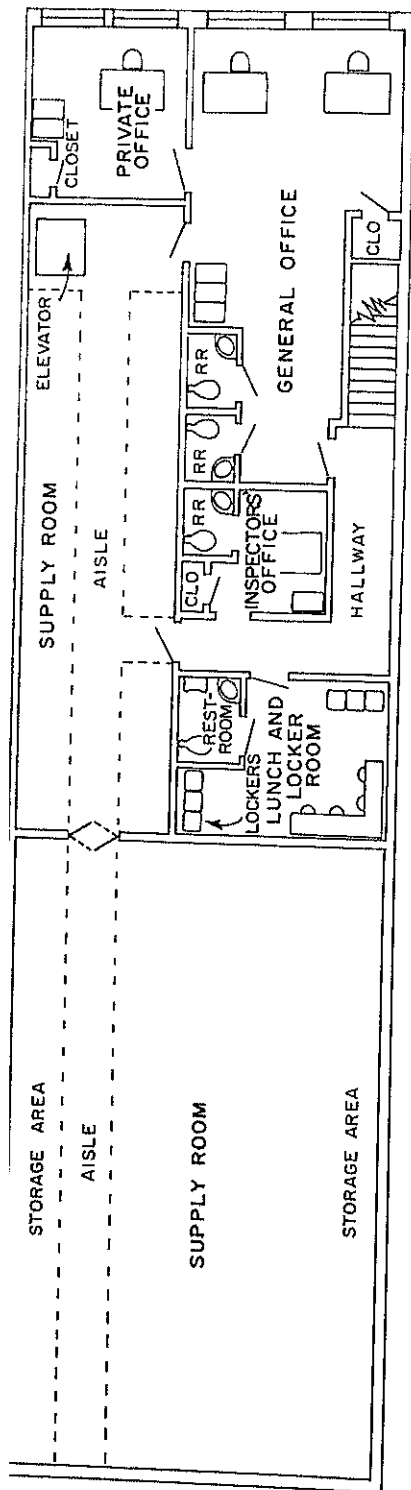 CLOSET
PRIVATE
OFFICE
ELEVATOR
SUPPLY ROOM
AISLE
RR
RR
RR
GENERAL OFFICE
CLO
CLO
INSPECTORS
OFFICE
HALLWAY
REST-
ROOM
LOCKERS
LUNCH AND
LOCKER
ROOM
STORAGE AREA
AISLE
SUPPLY ROOM
STORAGE AREA